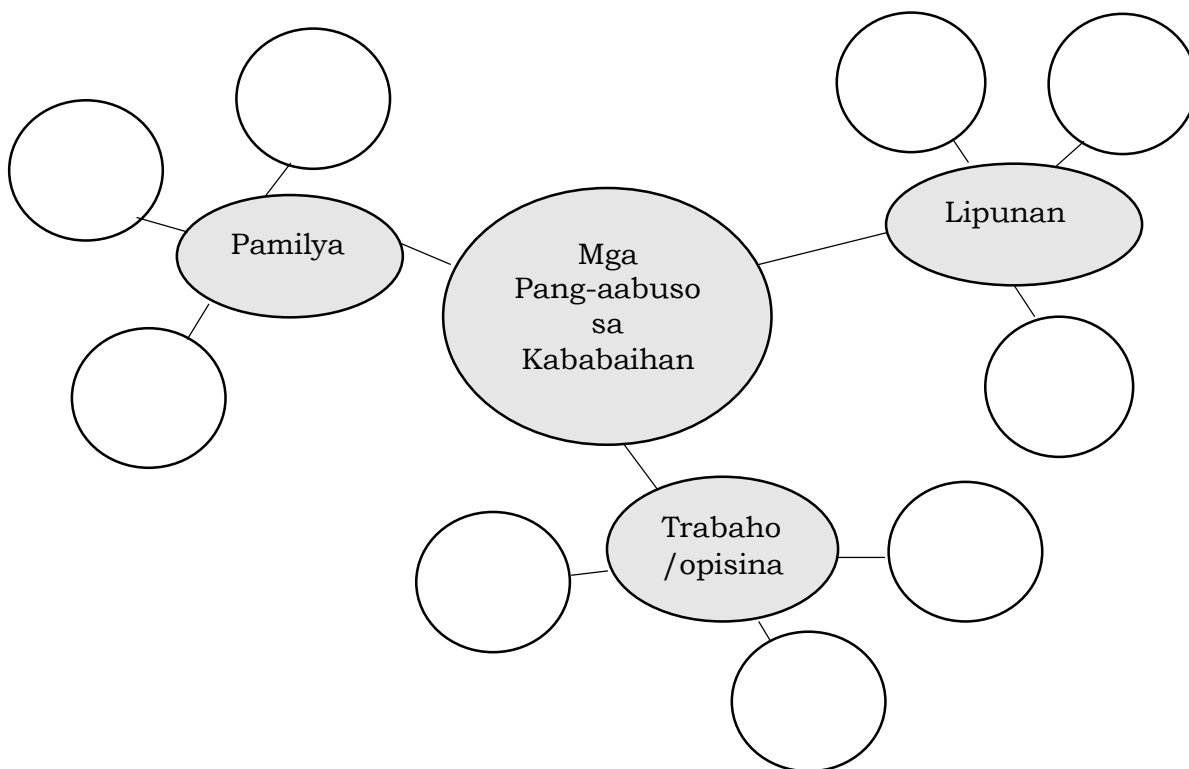 Pamilya
Mga
Pang-aabuso
sa
Kababaihan
Lipunan
Trabaho
/opisina